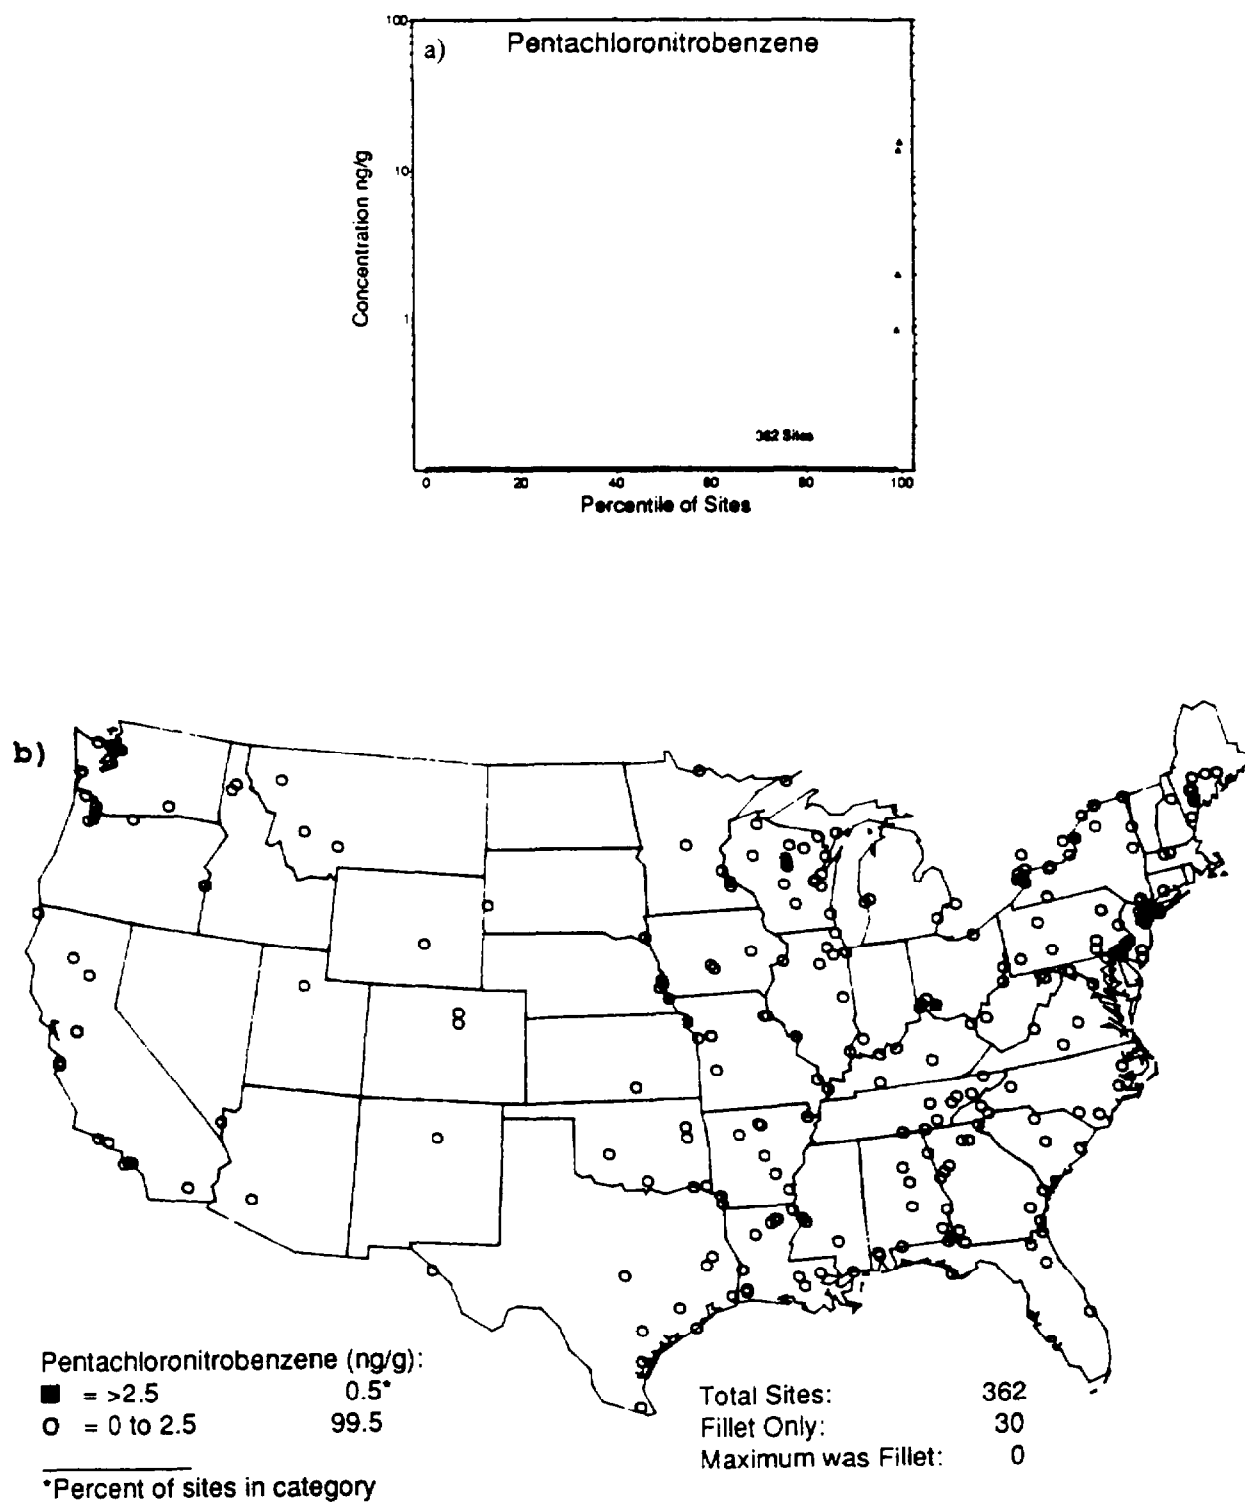 100
a)
Pentachloronitrobenzene
Concentration ng/g
10
1
362 Sites
0 20 40 60 80 100
Percentile of Sites
b)
Pentachloronitrobenzene (ng/g):
■ = >2.5 0.5*
O = 0 to 2.5 99.5
*Percent of sites in category
Total Sites: 362
Fillet Only: 30
Maximum was Fillet: 0